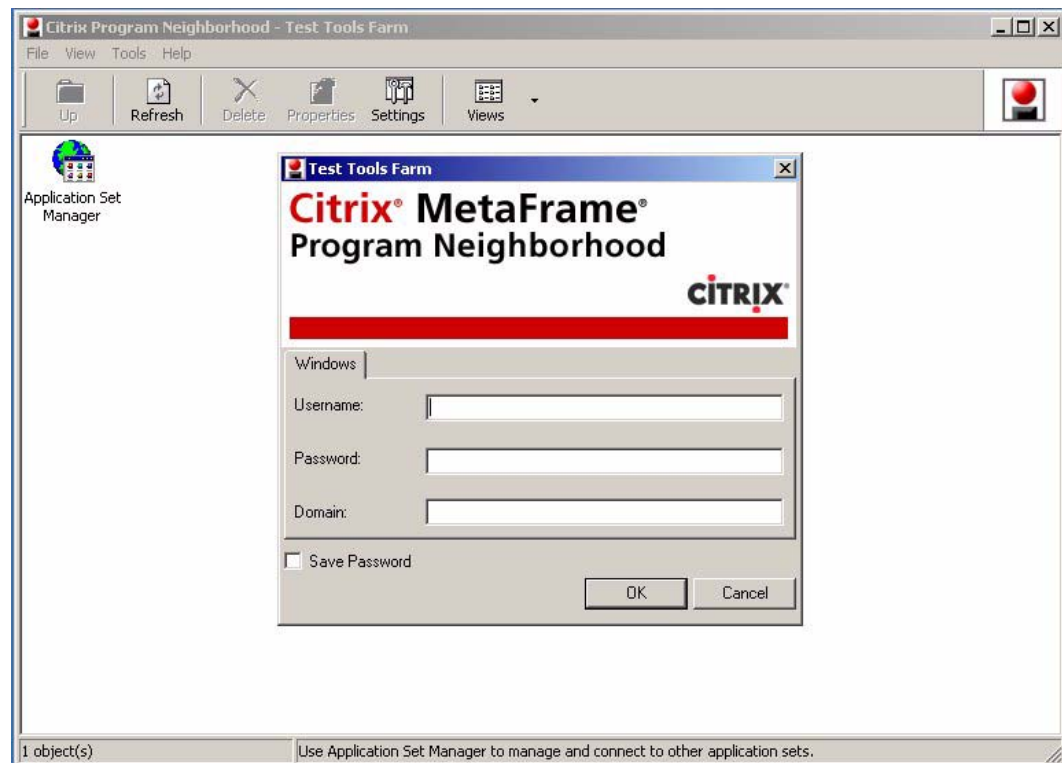 Citrix Program Neighborhood - Test Tools Farm
File View Tools Help
Up Refresh Delete Properties Settings Views
Application Set
Manager
Test Tools Farm
Citrix® MetaFrame®
Program Neighborhood
CITRIX®
Windows
Username:
Password:
Domain:
Save Password
OK Cancel
1 object(s) Use Application Set Manager to manage and connect to other application sets.